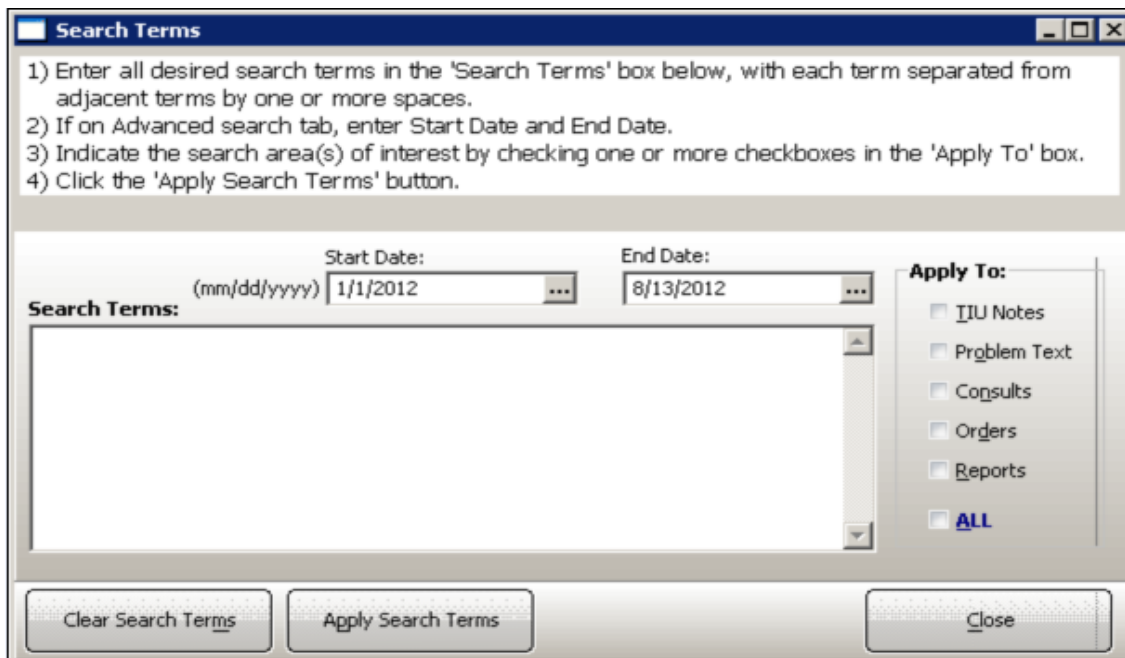 Search Terms
1) Enter all desired search terms in the 'Search Terms' box below, with each term separated from
adjacent terms by one or more spaces.
2) If on Advanced search tab, enter Start Date and End Date.
3) Indicate the search area(s) of interest by checking one or more checkboxes in the 'Apply To' box.
4) Click the 'Apply Search Terms' button.
Start Date:
End Date:
(mm/dd/yyyy) 1/1/2012 ...
8/13/2012 ...
Search Terms:
Apply To:
TIU Notes
Problem Text
Consults
Orders
Reports
ALL
Clear Search Terms
Apply Search Terms
Close